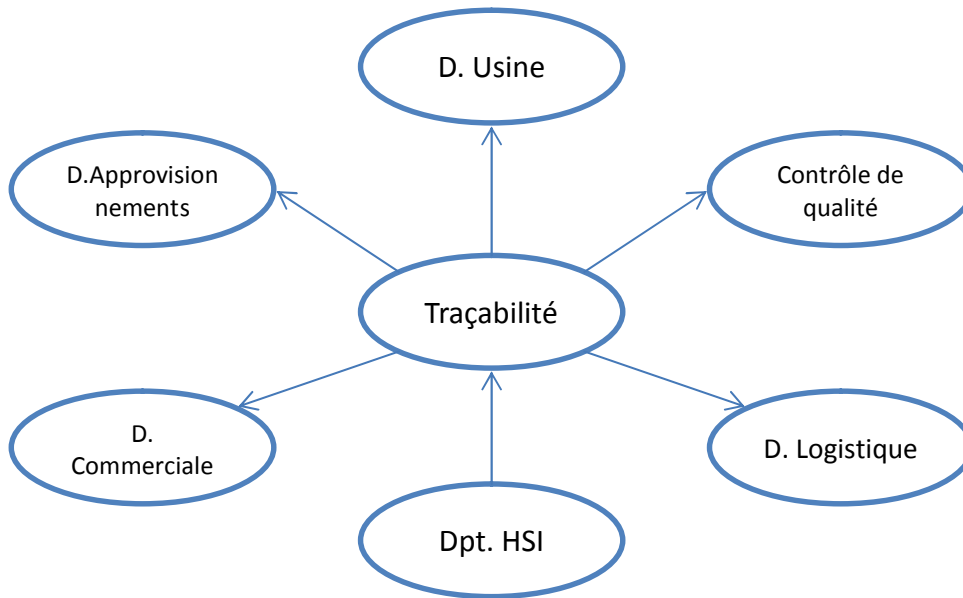 D. Usine
D.Approvision
nements
Contrôle de
qualité
Traçabilité
D.
Commerciale
D. Logistique
Dpt. HSI